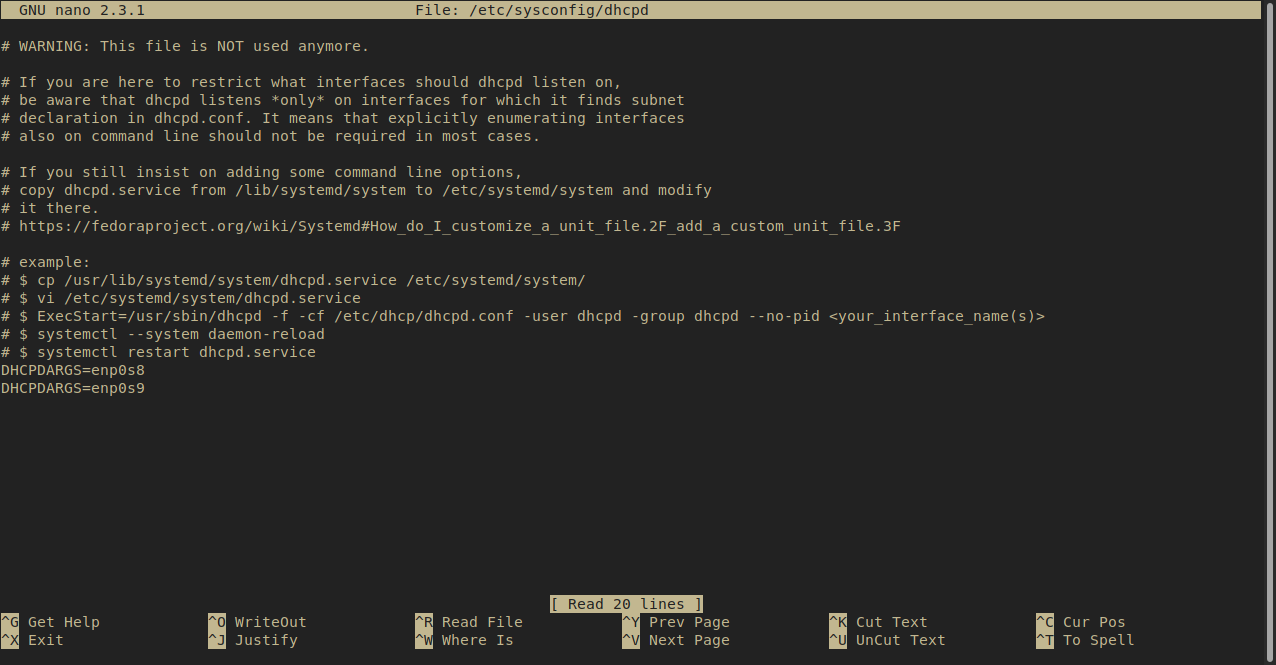 GNU nano 2.3.1 File: /etc/sysconfig/dhcpd
# WARNING: This file is NOT used anymore.
# If you are here to restrict what interfaces should dhcpd listen on,
# be aware that dhcpd listens *only* on interfaces for which it finds subnet
# declaration in dhcpd.conf. It means that explicitly enumerating interfaces
# also on command line should not be required in most cases.
# If you still insist on adding some command line options,
# copy dhcpd.service from /lib/systemd/system to /etc/systemd/system and modify
# it there.
# https://fedoraproject.org/wiki/Systemd#How_do_I_customize_a_unit_file.2F_add_a_custom_unit_file.3F
# example:
# $ cp /usr/lib/systemd/system/dhcpd.service /etc/systemd/system/
# $ vi /etc/systemd/system/dhcpd.service
# $ ExecStart=/usr/sbin/dhcpd -f -cf /etc/dhcp/dhcpd.conf -user dhcpd -group dhcpd --no-pid <your_interface_name(s)>
# $ systemctl --system daemon-reload
# $ systemctl restart dhcpd.service
DHCPDARGS=enp0s8
DHCPDARGS=enp0s9
[ Read 20 lines ]
^G Get Help ^O WriteOut ^R Read File ^Y Prev Page ^K Cut Text ^C Cur Pos
^X Exit ^J Justify ^W Where Is ^V Next Page ^U UnCut Text ^T To Spell